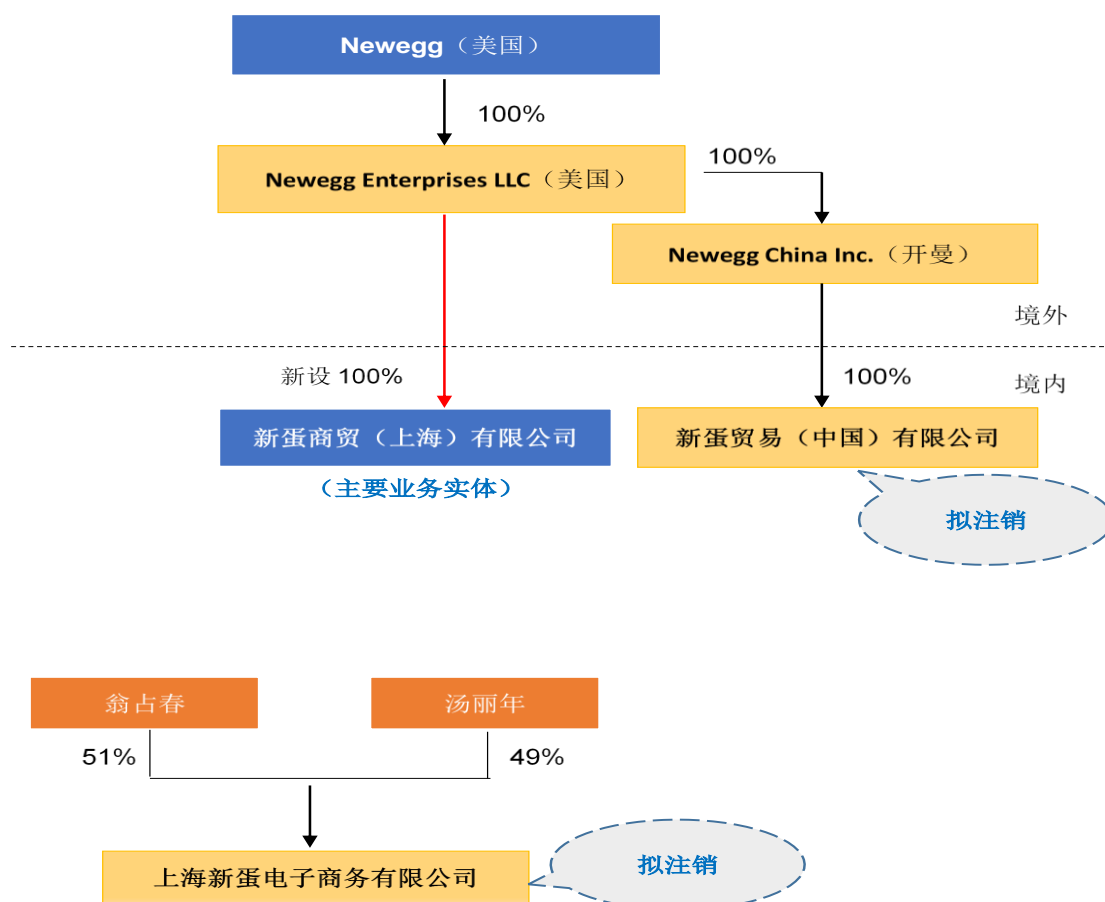 Newegg（美国）
100%
Newegg Enterprises LLC（美国）
100%
Newegg China Inc.（开曼）
境外
新设 100%
100%
境内
新蛋商贸（上海）有限公司
新蛋贸易（中国）有限公司
（主要业务实体）
拟注销
翁占春
汤丽年
51%
49%
上海新蛋电子商务有限公司
拟注销